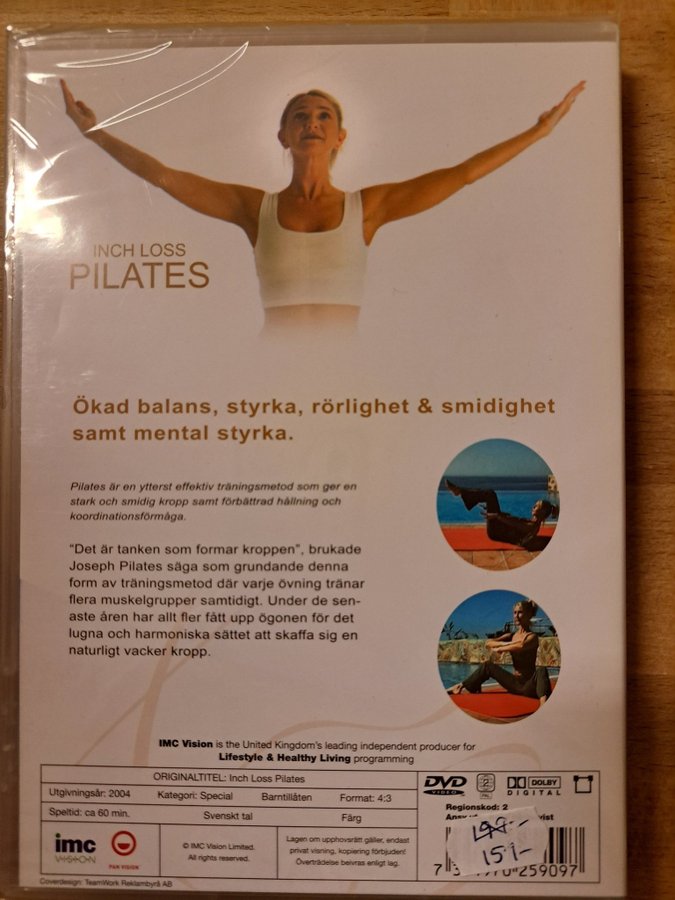 INCH LOSS
PILATES
Ökad balans, styrka, rörlighet & smidighet
samt mental styrka.
Pilates är en ytterst effektiv träningsmetod som ger en
stark och smidig kropp samt förbättrad hållning och
koordinationsförmåga.
"Det är tanken som formar kroppen", brukade
Joseph Pilates säga som grundande denna
form av träningsmetod där varje övning tränar
flera muskelgrupper samtidigt. Under de sen-
aste åren har allt fler fått upp ögonen för det
lugna och harmoniska sättet att skaffa sig en
naturligt vacker kropp.
IMC Vision is the United Kingdom's leading independent producer for
Lifestyle & Healthy Living programming
ORIGINALTITEL: Inch Loss Pilates
Utgivningsår: 2004 Kategori: Special Barntillåten Format: 4:3
Speltid: ca 60 min. Svenskt tal Färg
DVD VIDEO 2 PAL DOLBY DIGITAL
Regionskod: 2
imc VISION PAN VISION
© IMC Vision Limited.
All rights reserved.
Lagen om upphovsrätt gäller, endast
privat visning, kopiering förbjuden!
Överträdelse beivras enligt lag.
199:-
15:-
259097
Coverdesign: TeamWork Reklambyrå AB